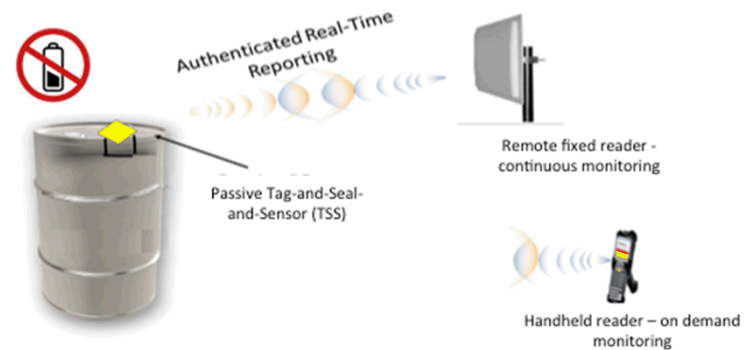 Authenticated Real-Time
Reporting
Remote fixed reader -
continuous monitoring
Passive Tag-and-Seal-
and-Sensor (TSS)
Handheld reader – on demand
monitoring